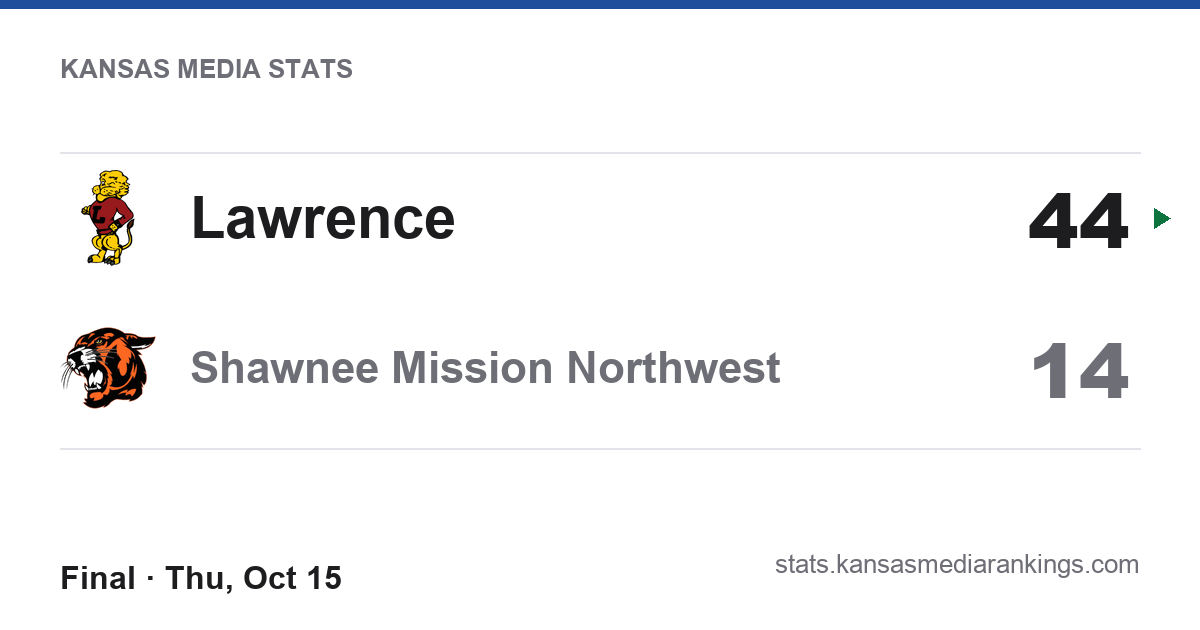 KANSAS MEDIA STATS
Lawrence 44
Shawnee Mission Northwest 14
Final · Thu, Oct 15
stats.kansasmediarankings.com